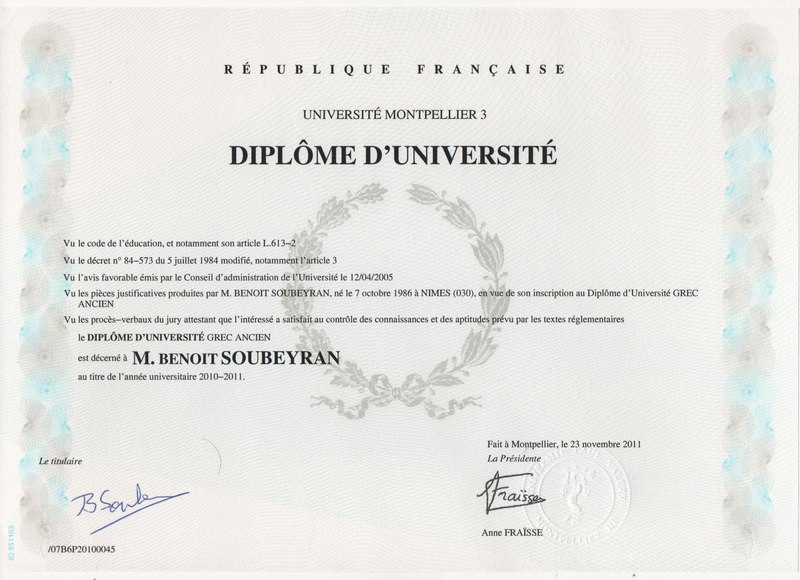 RÉPUBLIQUE FRANÇAISE
UNIVERSITÉ MONTPELLIER 3
DIPLÔME D'UNIVERSITÉ
Vu le code de l'éducation, et notamment son article L.613-2
Vu le décret n° 84-573 du 5 juillet 1984 modifié, notamment l'article 3
Vu l'avis favorable émis par le Conseil d'administration de l'Université le 12/04/2005
Vu les pièces justificatives produites par M. BENOIT SOUBEYRAN, né le 7 octobre 1986 à NIMES (030), en vue de son inscription au Diplôme d'Université GREC
ANCIEN
Vu les procès-verbaux du jury attestant que l'intéressé a satisfait au contrôle des connaissances et des aptitudes prévu par les textes réglementaires
le DIPLÔME D'UNIVERSITÉ GREC ANCIEN
est décerné à M. BENOIT SOUBEYRAN
au titre de l'année universitaire 2010-2011.
Fait à Montpellier, le 23 novembre 2011
La Présidente
Le titulaire
Fraïsse
Anne FRAÏSSE
/07B6P20100045
IQ 951103